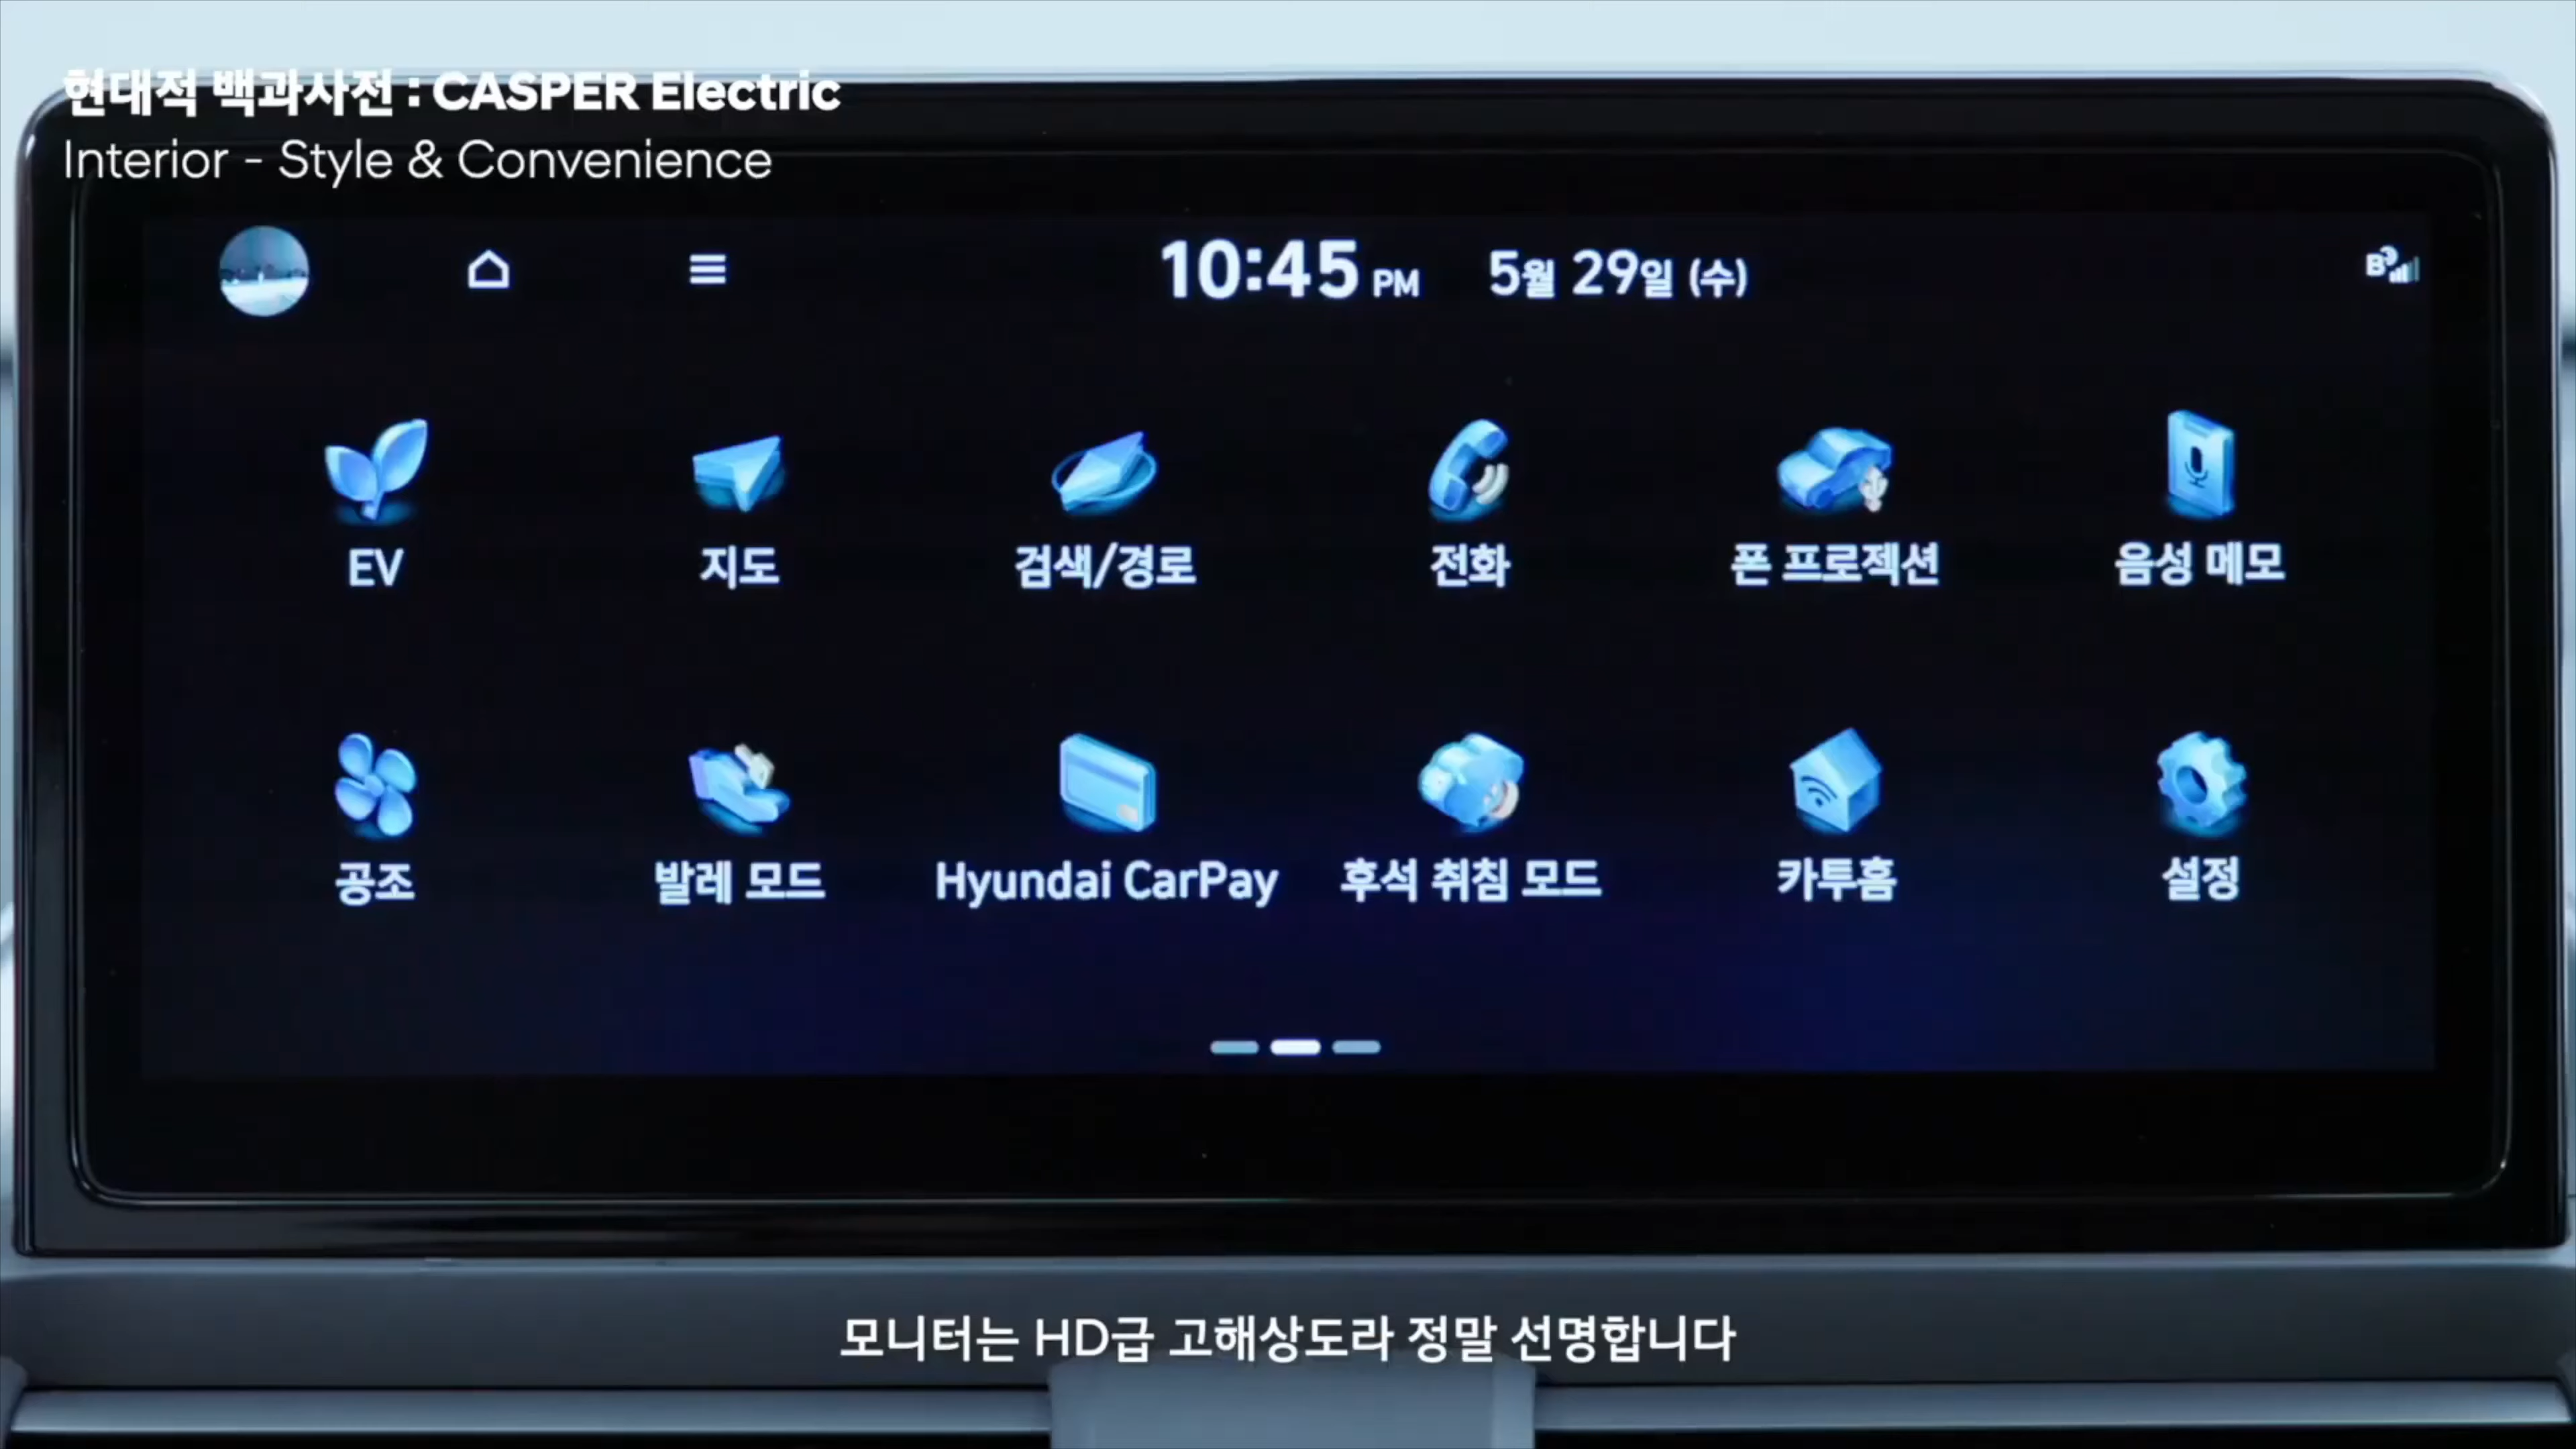 현대적 백과사전 : CASPER Electric
Interior - Style & Convenience
10:45 PM 5월 29일 (수)
EV 지도 검색/경로 전화 폰 프로젝션 음성 메모
공조 발레 모드 Hyundai CarPay 후석 취침 모드 카투홈 설정
모니터는 HD급 고해상도라 정말 선명합니다